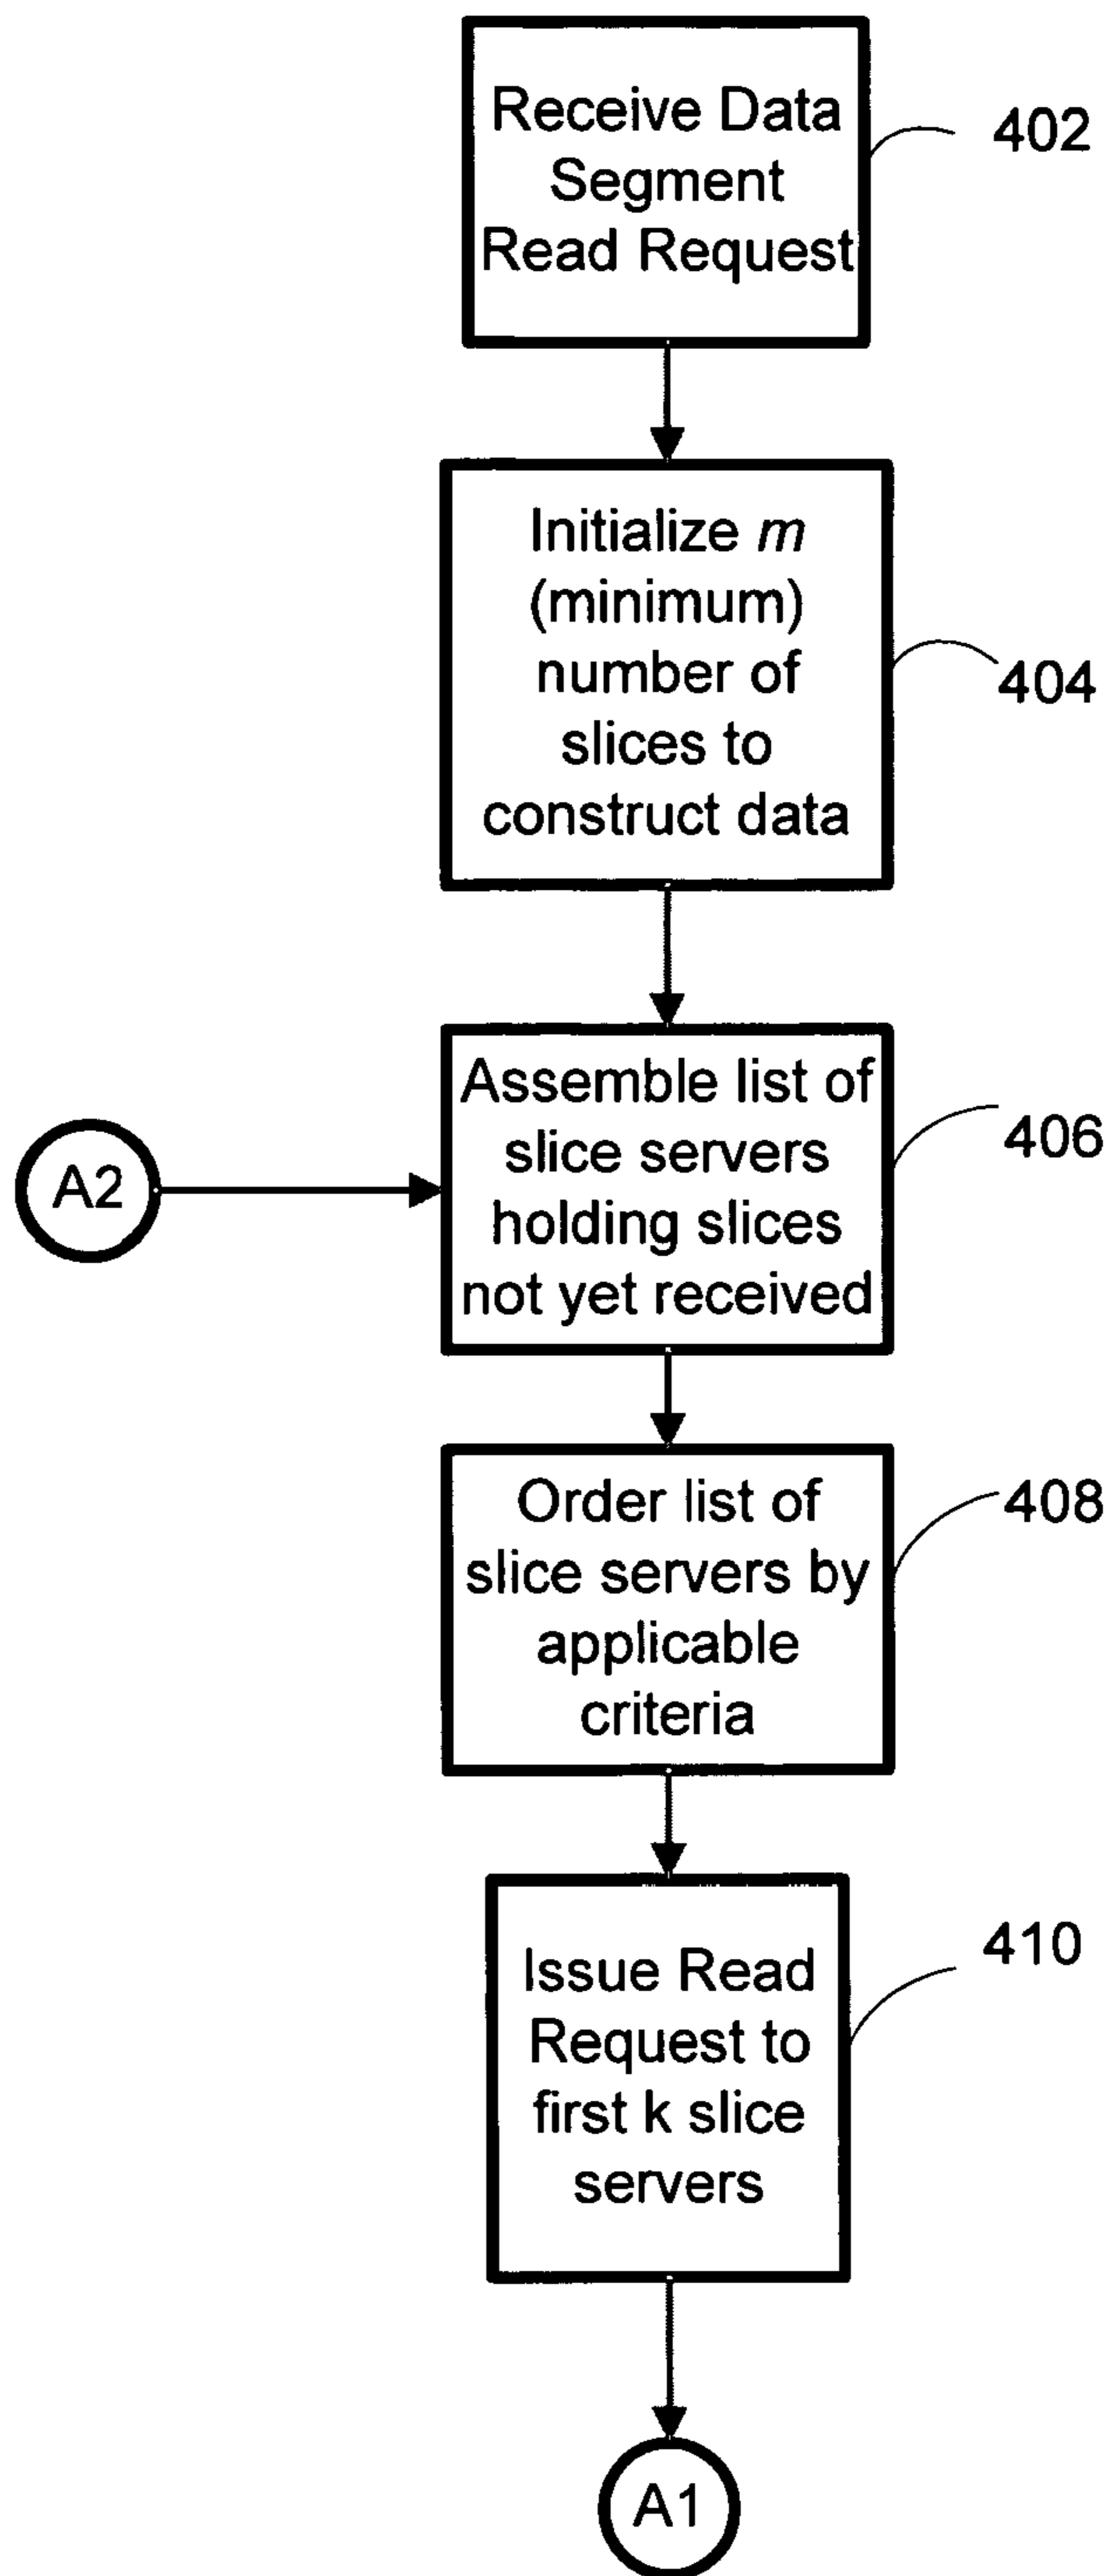 Receive Data
Segment
Read Request
402
Initialize m
(minimum)
number of
slices to
construct data
404
Assemble list of
slice servers
holding slices
not yet received
406
A2
Order list of
slice servers by
applicable
criteria
408
Issue Read
Request to
first k slice
servers
410
A1